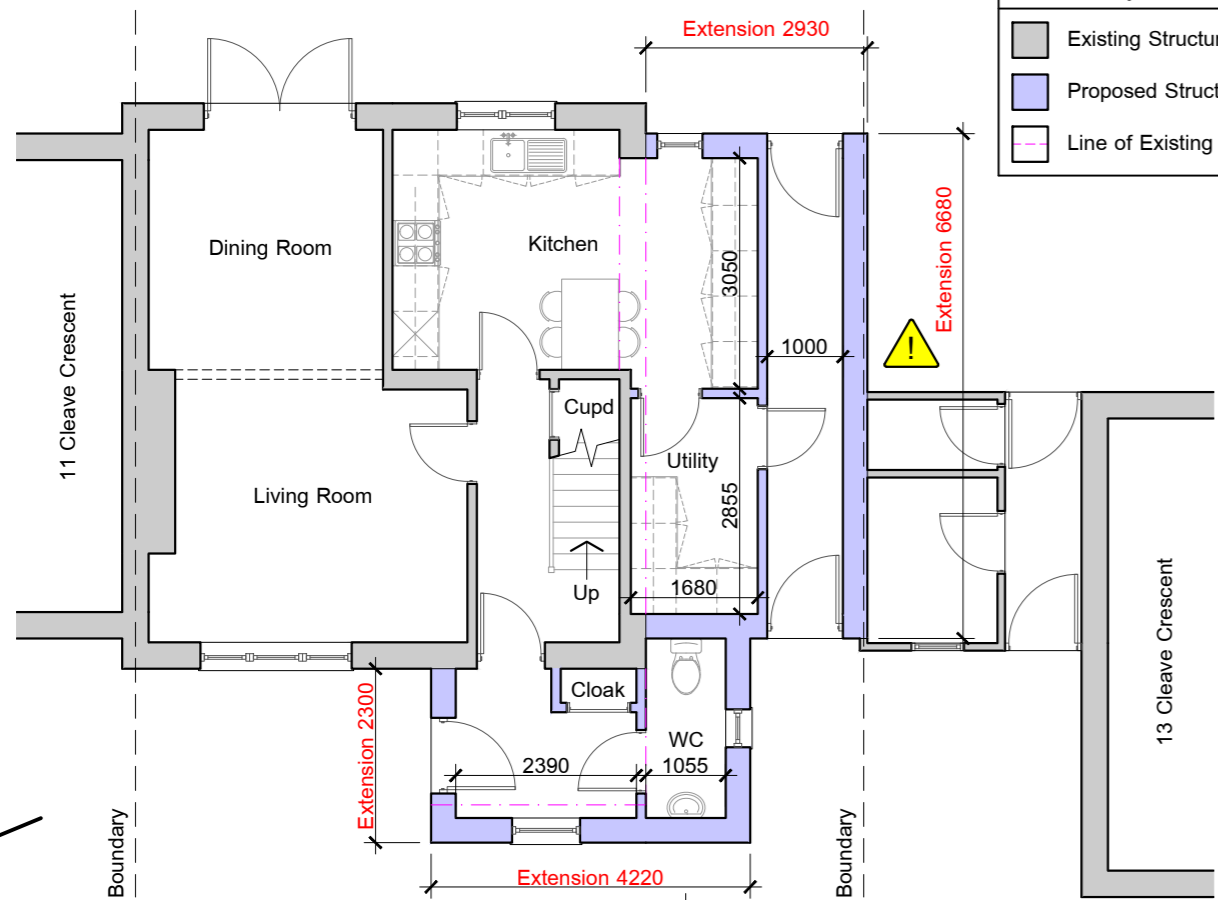 Extension 2930
Existing Structur
Proposed Struct
Line of Existing
Extension 6680
Dining Room
Kitchen
3050
1000
!
11 Cleave Crescent
Cupd
Utility
Living Room
2855
Up
1680
13 Cleave Crescent
Cloak
Extension 2300
WC
2390
1055
Boundary
Boundary
Extension 4220